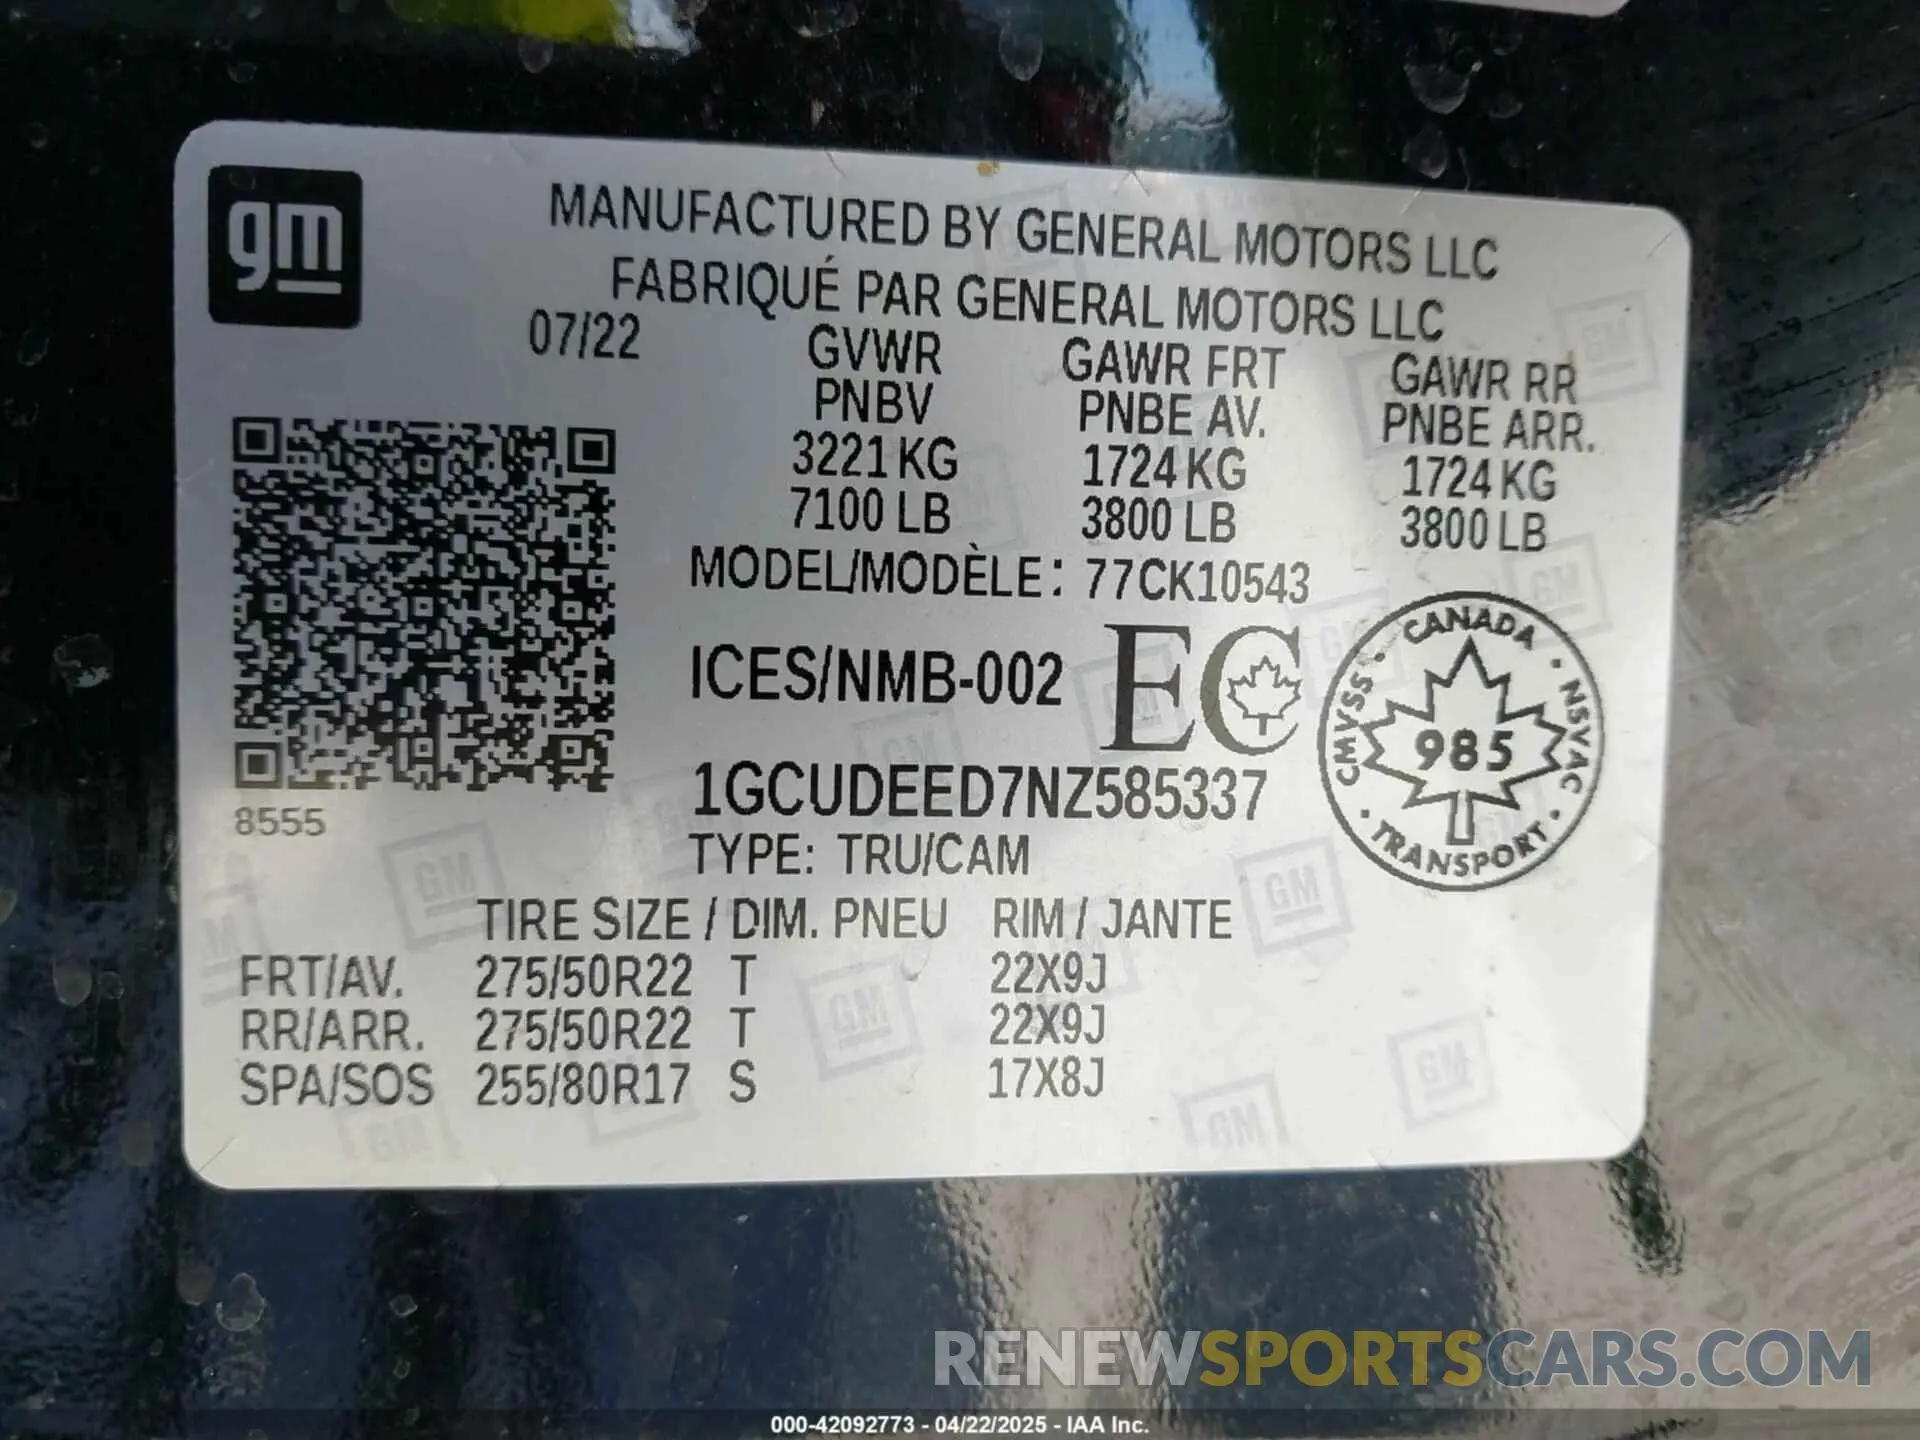 gm
MANUFACTURED BY GENERAL MOTORS LLC
FABRIQUÉ PAR GENERAL MOTORS LLC
07/22 GVWR GAWR FRT GAWR RR
PNBV PNBE AV. PNBE ARR.
3221 KG 1724 KG 1724 KG
7100 LB 3800 LB 3800 LB
MODEL/MODÈLE: 77CK10543
ICES/NMB-002 EC
CANADA · NSVAC · TRANSPORT · CMVSS ·
985
1GCUDEED7NZ585337
8555
TYPE: TRU/CAM
TIRE SIZE / DIM. PNEU RIM / JANTE
FRT/AV. 275/50R22 T 22X9J
RR/ARR. 275/50R22 T 22X9J
SPA/SOS 255/80R17 S 17X8J
RENEWSPORTSCARS.COM
000-42092773 - 04/22/2025 - IAA Inc.